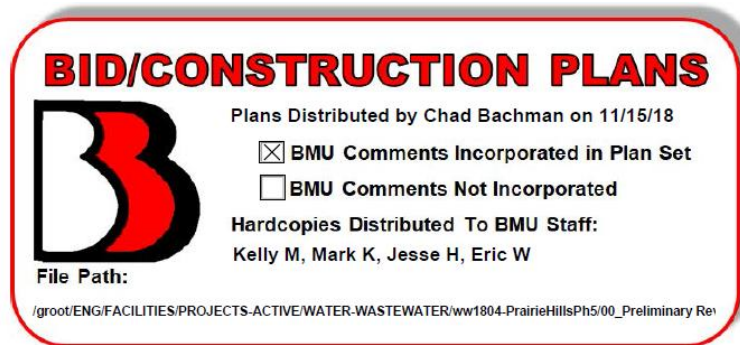 BID/CONSTRUCTION PLANS
Plans Distributed by Chad Bachman on 11/15/18
BMU Comments Incorporated in Plan Set
BMU Comments Not Incorporated
Hardcopies Distributed To BMU Staff:
Kelly M, Mark K, Jesse H, Eric W
File Path:
/groot/ENG/FACILITIES/PROJECTS-ACTIVE/WATER-WASTEWATER/ww1804-PrairieHillsPh5/00_Preliminary Rev